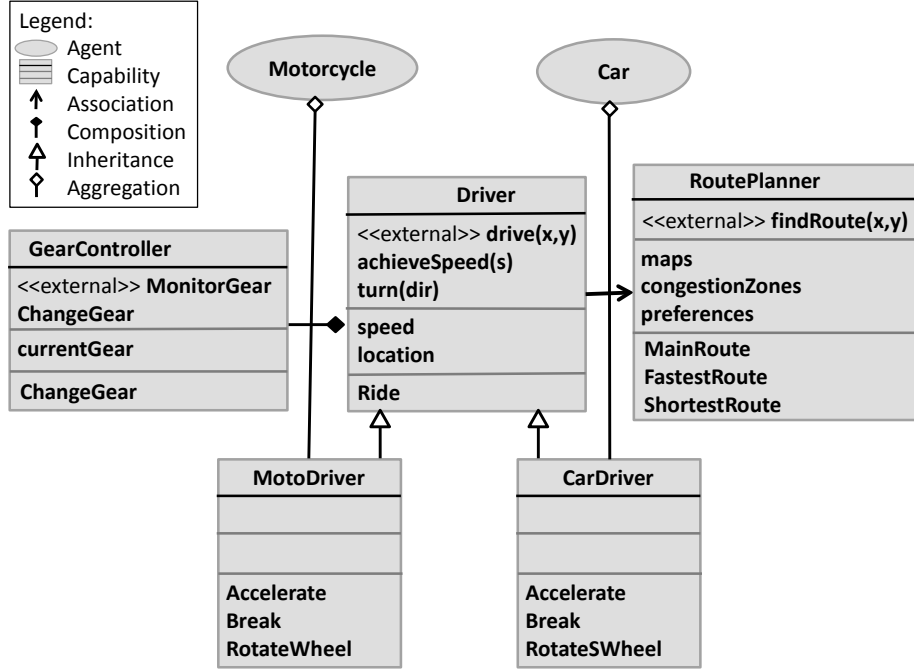 Legend:
Agent
Capability
Association
Composition
Inheritance
Aggregation
Motorcycle
Car
GearController
<<external>> MonitorGear
ChangeGear
currentGear
ChangeGear
Driver
<<external>> drive(x,y)
achieveSpeed(s)
turn(dir)
speed
location
Ride
RoutePlanner
<<external>> findRoute(x,y)
maps
congestionZones
preferences
MainRoute
FastestRoute
ShortestRoute
MotoDriver
Accelerate
Break
RotateWheel
CarDriver
Accelerate
Break
RotateSWheel